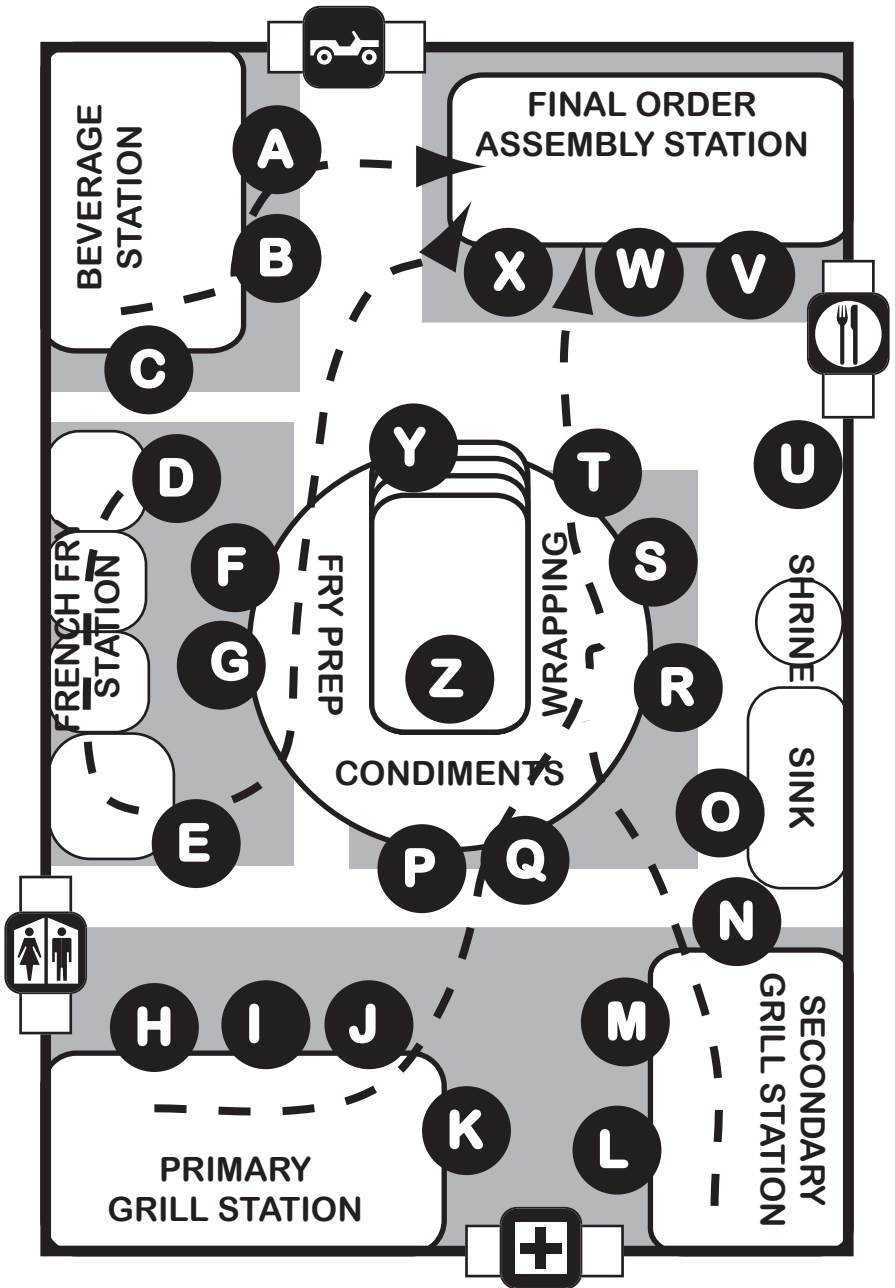 BEVERAGE
STATION
FINAL ORDER
ASSEMBLY STATION
A
B
C
X
W
V
Y
T
U
D
F
S
FRENCH FRY
STATION
FRY PREP
WRAPPING
SHRINE
G
Z
R
CONDIMENTS
SINK
O
E
P
Q
N
H
I
J
M
K
L
PRIMARY
GRILL STATION
SECONDARY
GRILL STATION